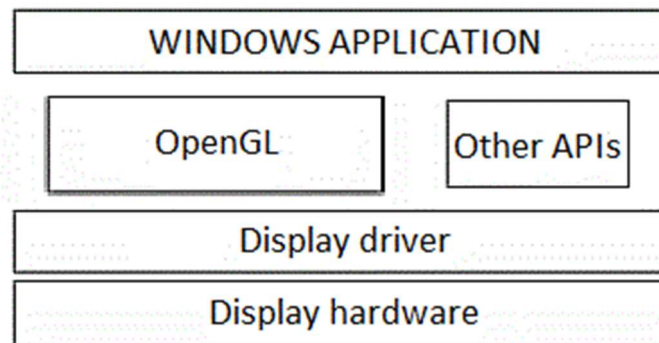 WINDOWS APPLICATION
OpenGL
Other APIs
Display driver
Display hardware